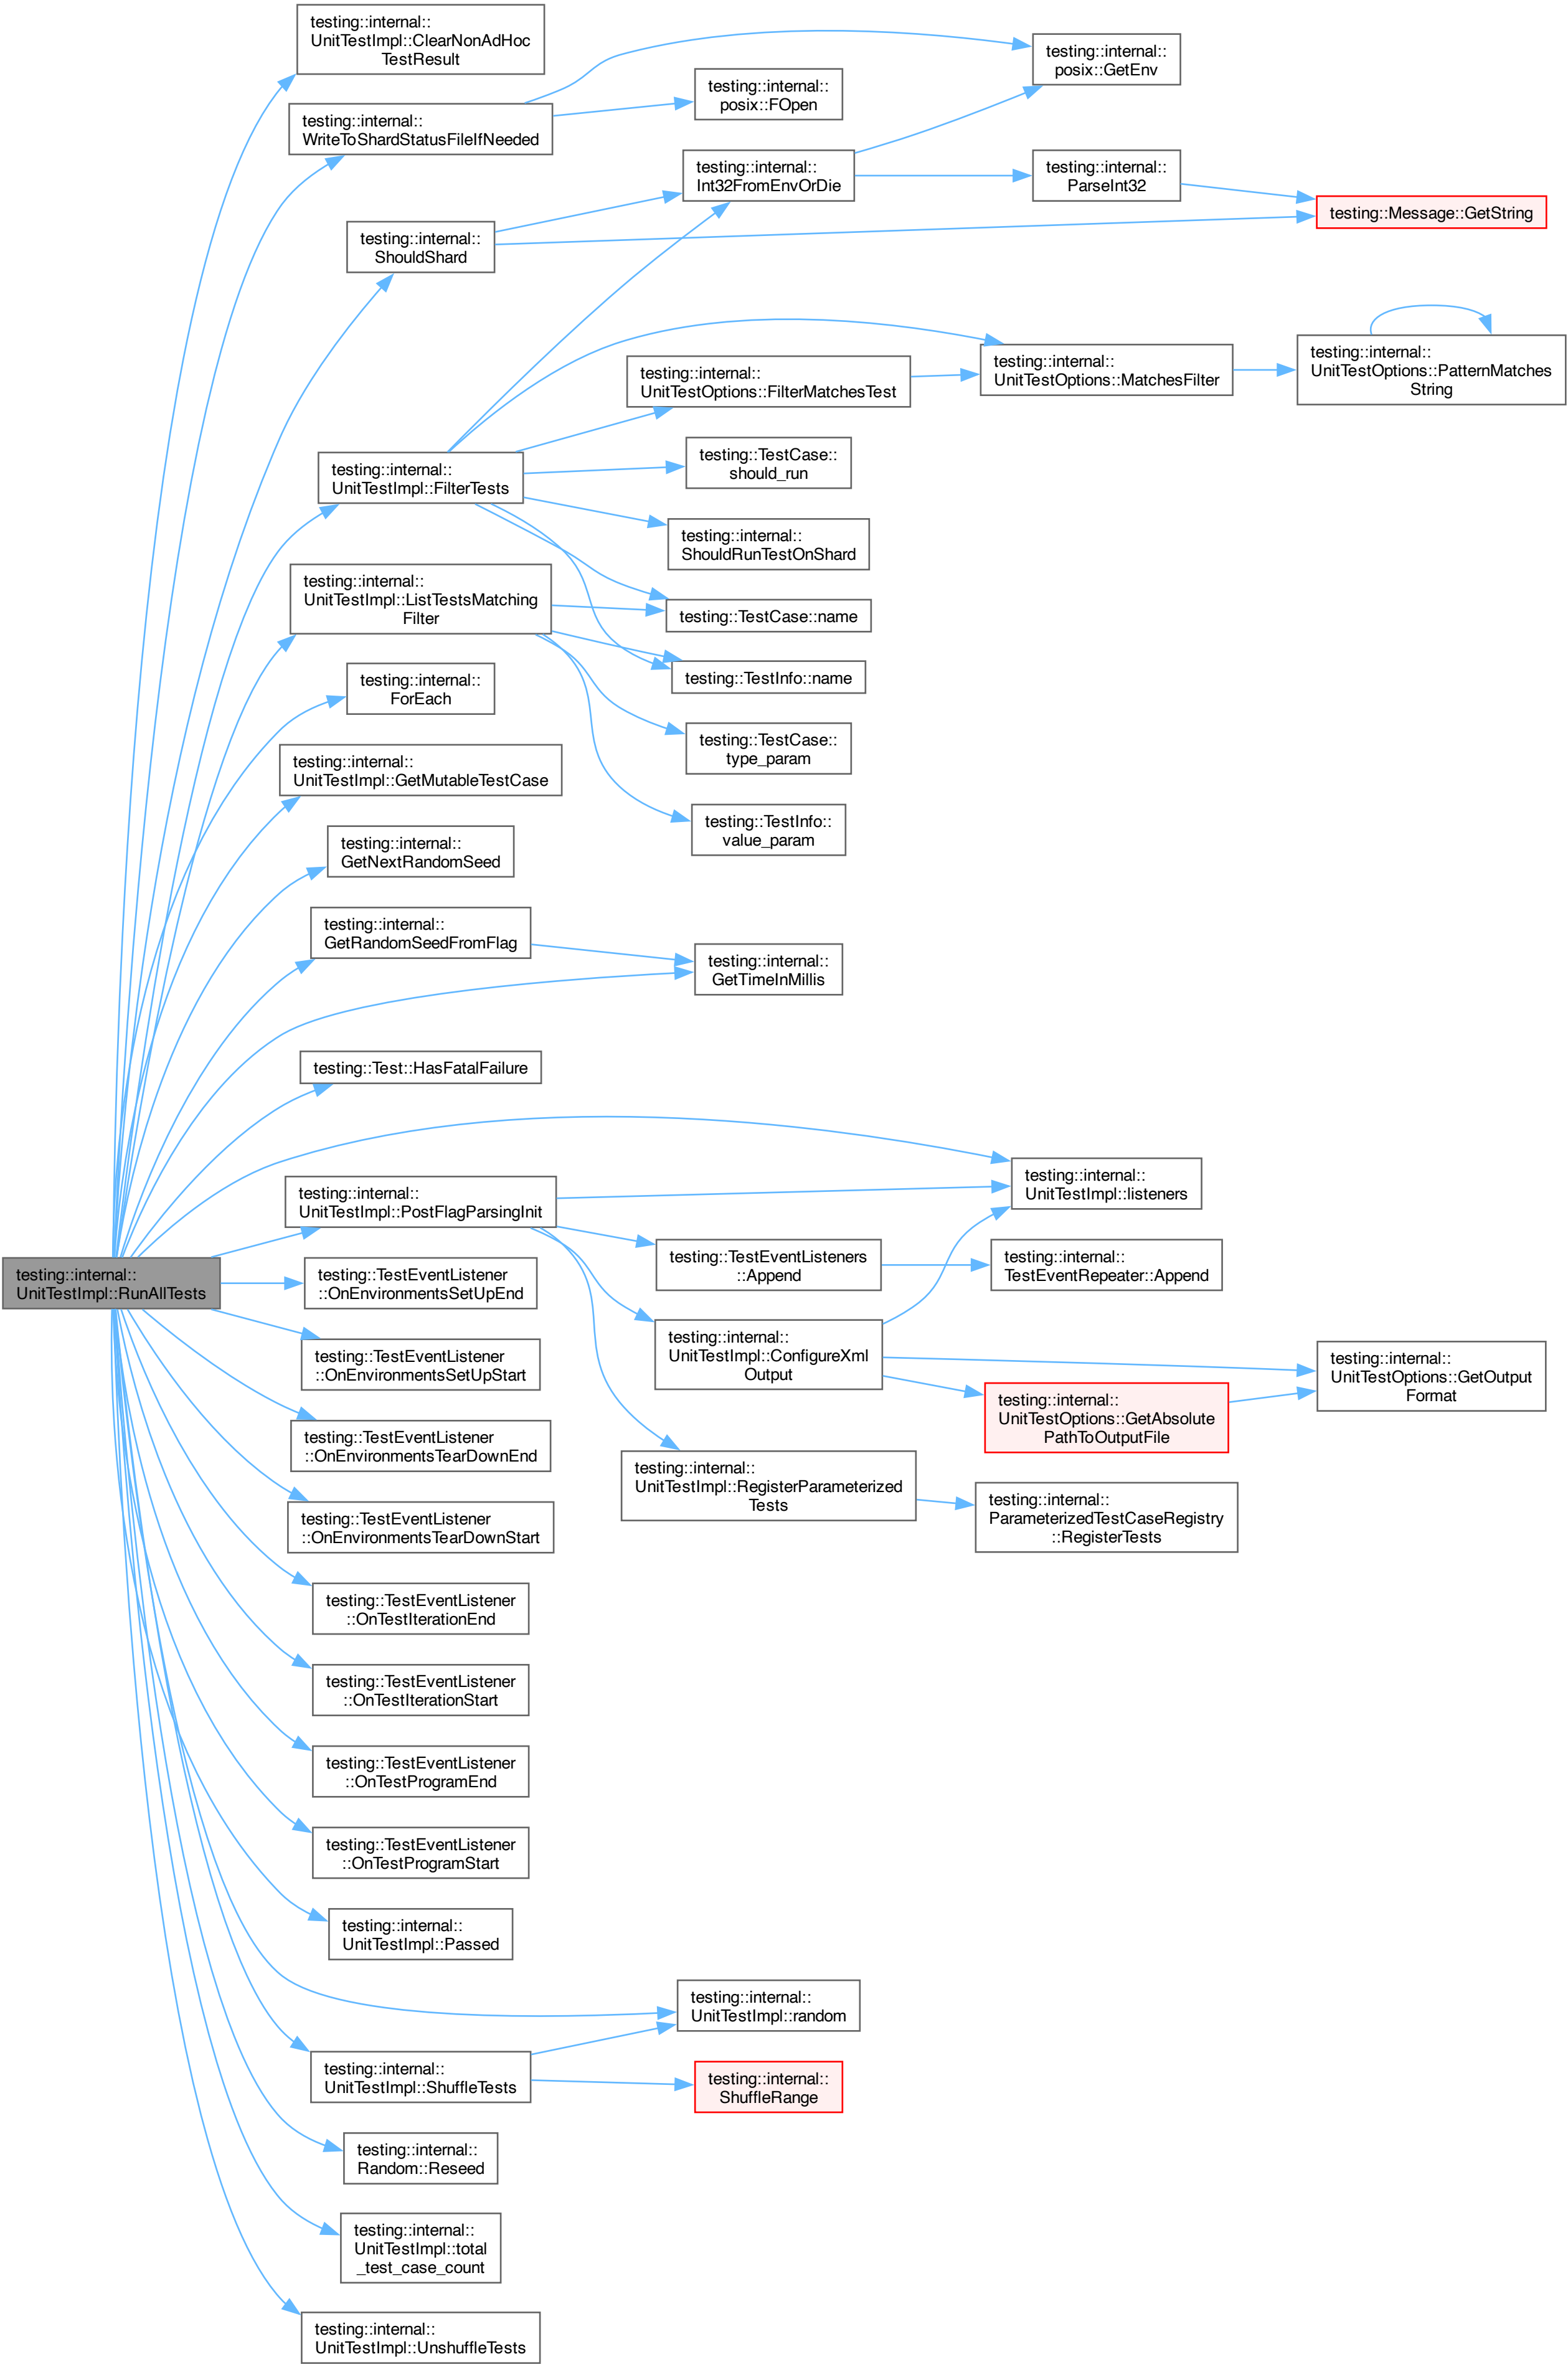 testing::internal::
UnitTestImpl::RunAllTests
testing::internal::
UnitTestImpl::ClearNonAdHoc
TestResult
testing::internal::
WriteToShardStatusFileIfNeeded
testing::internal::
ShouldShard
testing::internal::
UnitTestImpl::FilterTests
testing::internal::
UnitTestImpl::ListTestsMatching
Filter
testing::internal::
ForEach
testing::internal::
UnitTestImpl::GetMutableTestCase
testing::internal::
GetNextRandomSeed
testing::internal::
GetRandomSeedFromFlag
testing::Test::HasFatalFailure
testing::internal::
UnitTestImpl::PostFlagParsingInit
testing::TestEventListener
::OnEnvironmentsSetUpEnd
testing::TestEventListener
::OnEnvironmentsSetUpStart
testing::TestEventListener
::OnEnvironmentsTearDownEnd
testing::TestEventListener
::OnEnvironmentsTearDownStart
testing::TestEventListener
::OnTestIterationEnd
testing::TestEventListener
::OnTestIterationStart
testing::TestEventListener
::OnTestProgramEnd
testing::TestEventListener
::OnTestProgramStart
testing::internal::
UnitTestImpl::Passed
testing::internal::
UnitTestImpl::ShuffleTests
testing::internal::
Random::Reseed
testing::internal::
UnitTestImpl::total
_test_case_count
testing::internal::
UnitTestImpl::UnshuffleTests
testing::internal::
posix::FOpen
testing::internal::
Int32FromEnvOrDie
testing::internal::
UnitTestOptions::FilterMatchesTest
testing::TestCase::
should_run
testing::internal::
ShouldRunTestOnShard
testing::TestCase::name
testing::TestInfo::name
testing::TestCase::
type_param
testing::TestInfo::
value_param
testing::internal::
GetTimeInMillis
testing::TestEventListeners
::Append
testing::internal::
UnitTestImpl::ConfigureXml
Output
testing::internal::
UnitTestImpl::RegisterParameterized
Tests
testing::internal::
UnitTestImpl::random
testing::internal::
ShuffleRange
testing::internal::
posix::GetEnv
testing::internal::
ParseInt32
testing::internal::
UnitTestOptions::MatchesFilter
testing::internal::
UnitTestImpl::listeners
testing::internal::
TestEventRepeater::Append
testing::internal::
UnitTestOptions::GetAbsolute
PathToOutputFile
testing::internal::
ParameterizedTestCaseRegistry
::RegisterTests
testing::Message::GetString
testing::internal::
UnitTestOptions::PatternMatches
String
testing::internal::
UnitTestOptions::GetOutput
Format